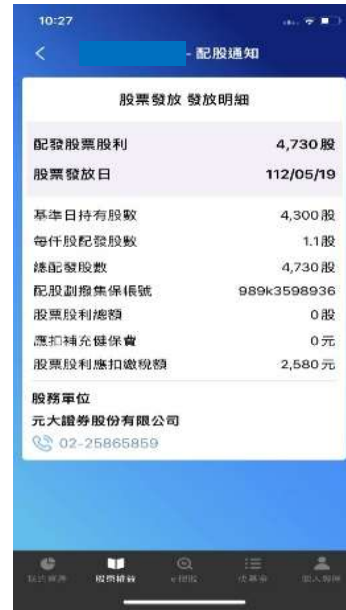 10:27
- 配股通知
股票發放 發放明細
配發股票股利 4,730股
股票發放日 112/05/19
基準日持有股數 4,300股
每仟股配發股數 1.1股
總配發股數 4,730股
配股劃撥集保帳號 989k3598936
股票股利總額 0股
應扣補充健保費 0元
股票股利應扣繳稅額 2,580元
股務單位
元大證券股份有限公司
02-25865859